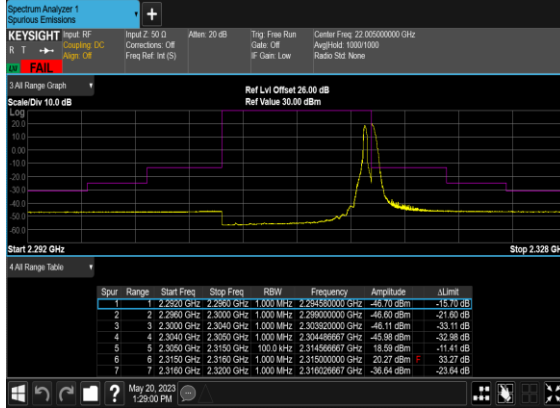 Spectrum Analyzer 1
Spurious Emissions
KEYSIGHT Input: RF Input Z: 50 Ω Atten: 20 dB Trig: Free Run Center Freq: 22.005000000 GHz
R T Coupling: DC Corrections: Off Gate: Off Avg|Hold: 1000/1000
Align: Off Freq Ref: Int (S) IF Gain: Low Radio Std: None
FAIL
3 All Range Graph Ref Lvl Offset 26.00 dB
Scale/Div 10.0 dB Ref Value 30.00 dBm
Log
20.0
10.0
0.00
-10.0
-20.0
-30.0
-40.0
-50.0
-60.0
Start 2.292 GHz Stop 2.328 GH
4 All Range Table
Spur Range Start Freq Stop Freq RBW Frequency Amplitude ΔLimit
1 1 2.2920 GHz 2.2960 GHz 1.000 MHz 2.294580000 GHz -46.70 dBm -15.70 dB
2 2 2.2960 GHz 2.3000 GHz 1.000 MHz 2.299000000 GHz -46.60 dBm -21.60 dB
3 3 2.3000 GHz 2.3040 GHz 1.000 MHz 2.303920000 GHz -46.11 dBm -33.11 dB
4 4 2.3040 GHz 2.3050 GHz 1.000 MHz 2.304486667 GHz -45.98 dBm -32.98 dB
5 5 2.3050 GHz 2.3150 GHz 100.0 kHz 2.314566667 GHz 18.59 dBm -11.41 dB
6 6 2.3150 GHz 2.3160 GHz 1.000 MHz 2.315000000 GHz 20.27 dBm F 33.27 dB
7 7 2.3160 GHz 2.3200 GHz 1.000 MHz 2.316026667 GHz -36.64 dBm -23.64 dB
May 20, 2023
1:29:00 PM